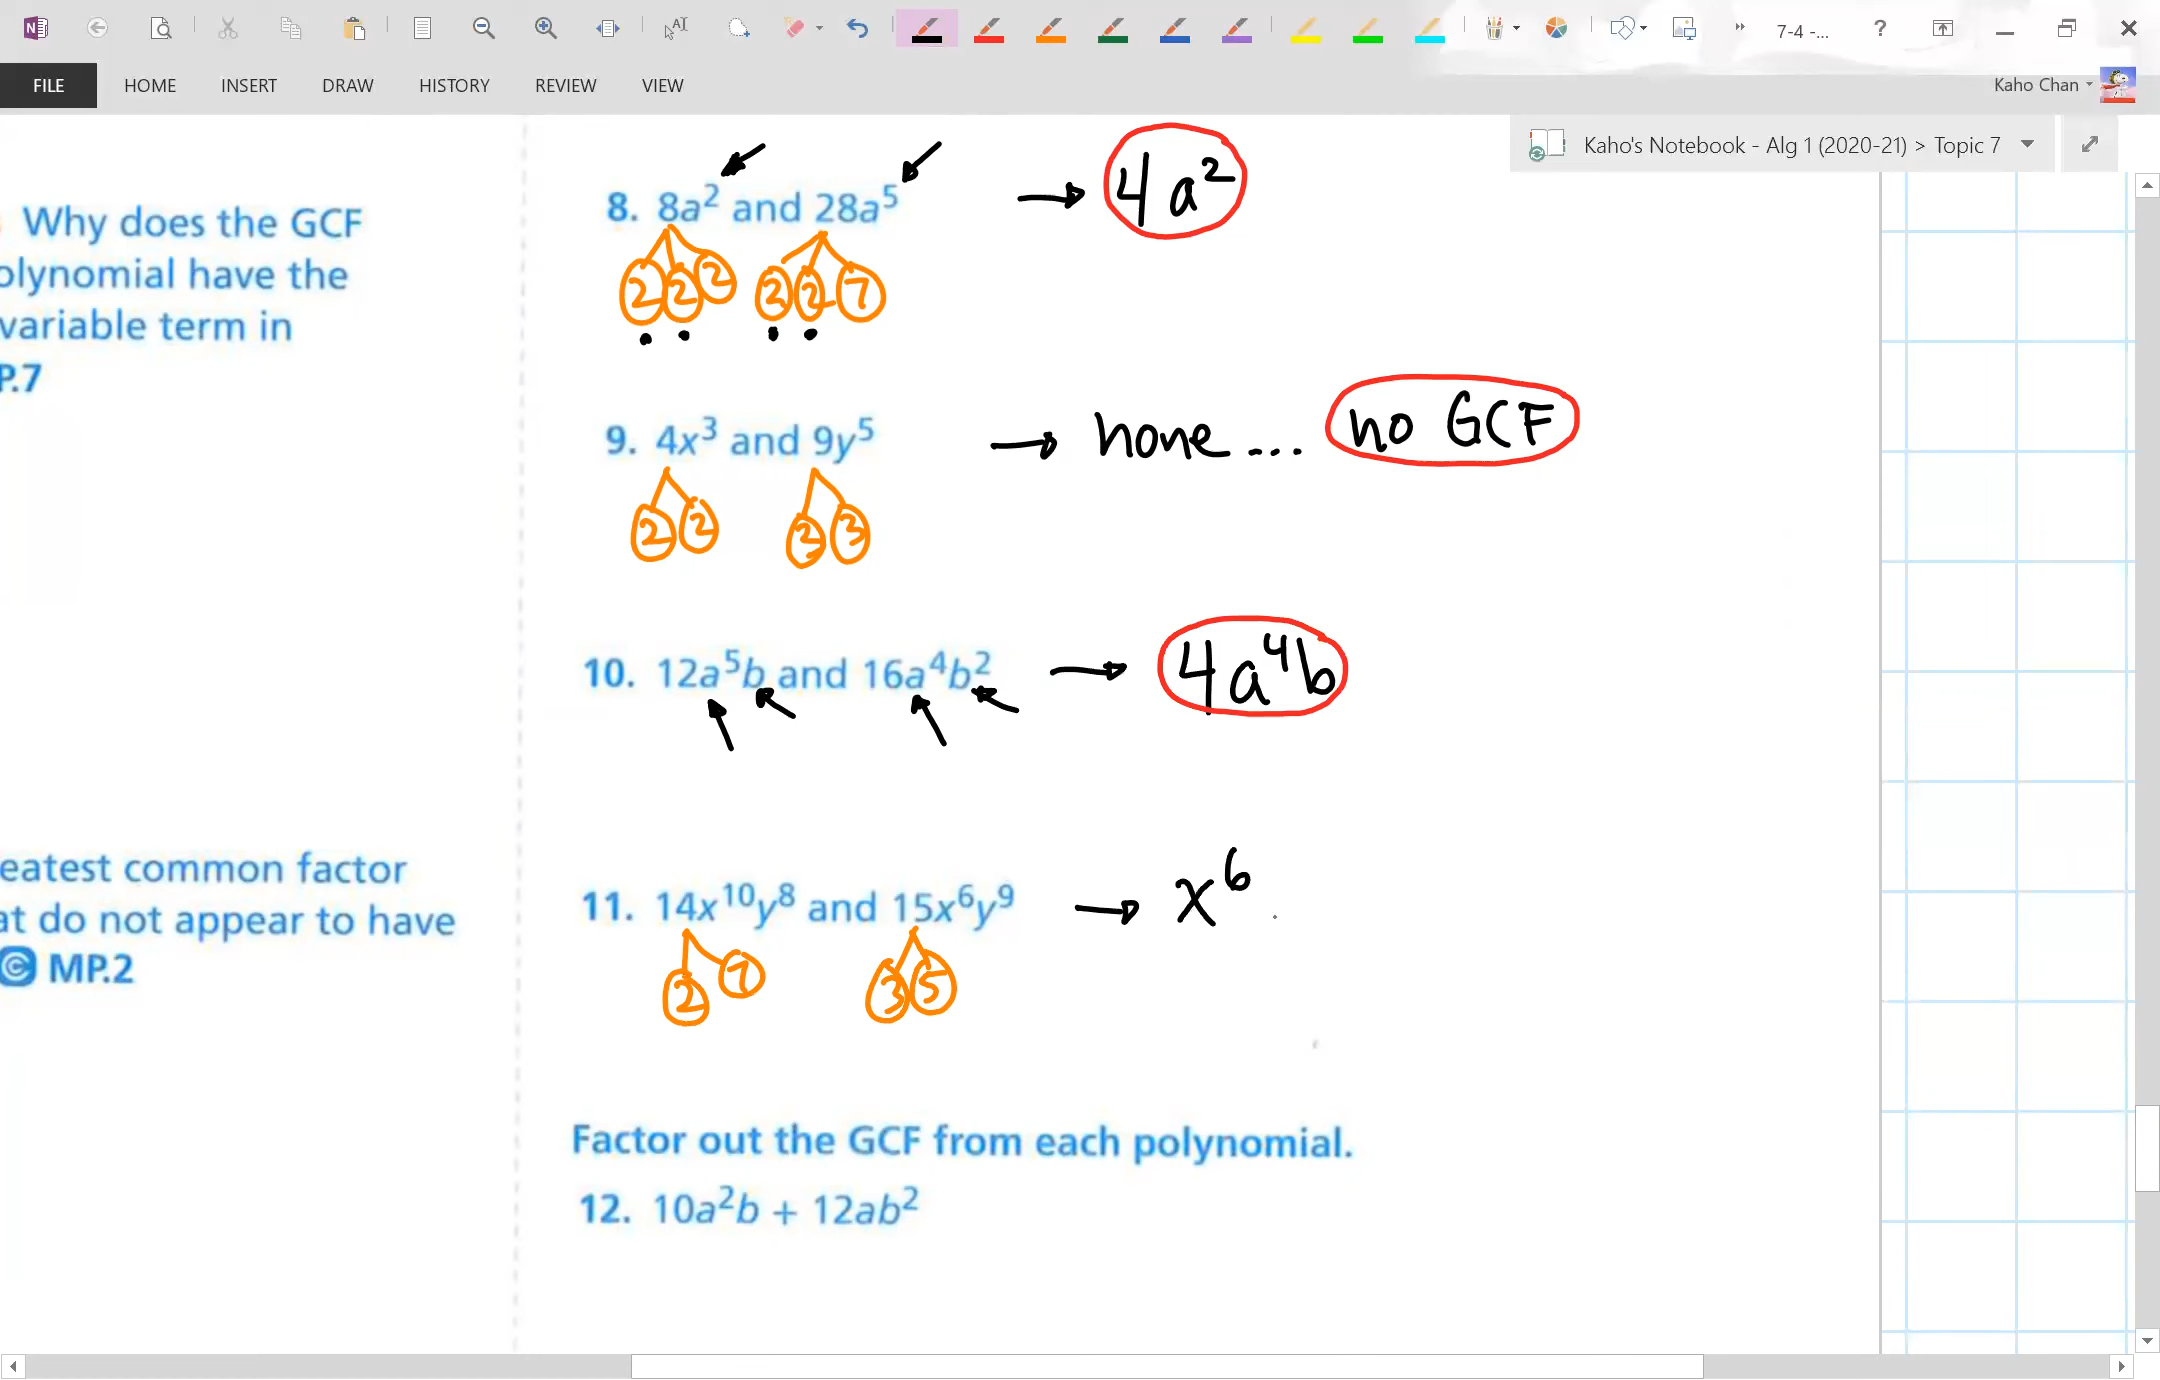 7-4 -...
?
FILE HOME INSERT DRAW HISTORY REVIEW VIEW
Kaho Chan
Kaho's Notebook - Alg 1 (2020-21) > Topic 7
Why does the GCF
olynomial have the
variable term in
P.7
8. 8a² and 28a⁵ → 4a²
2 2 2 2 2 7
9. 4x³ and 9y⁵ → none ... no GCF
2 2 3 3
10. 12a⁵b and 16a⁴b² → 4a⁴b
eatest common factor
at do not appear to have
© MP.2
11. 14x¹⁰y⁸ and 15x⁶y⁹ → x⁶
2 7 3 5
Factor out the GCF from each polynomial.
12. 10a²b + 12ab²